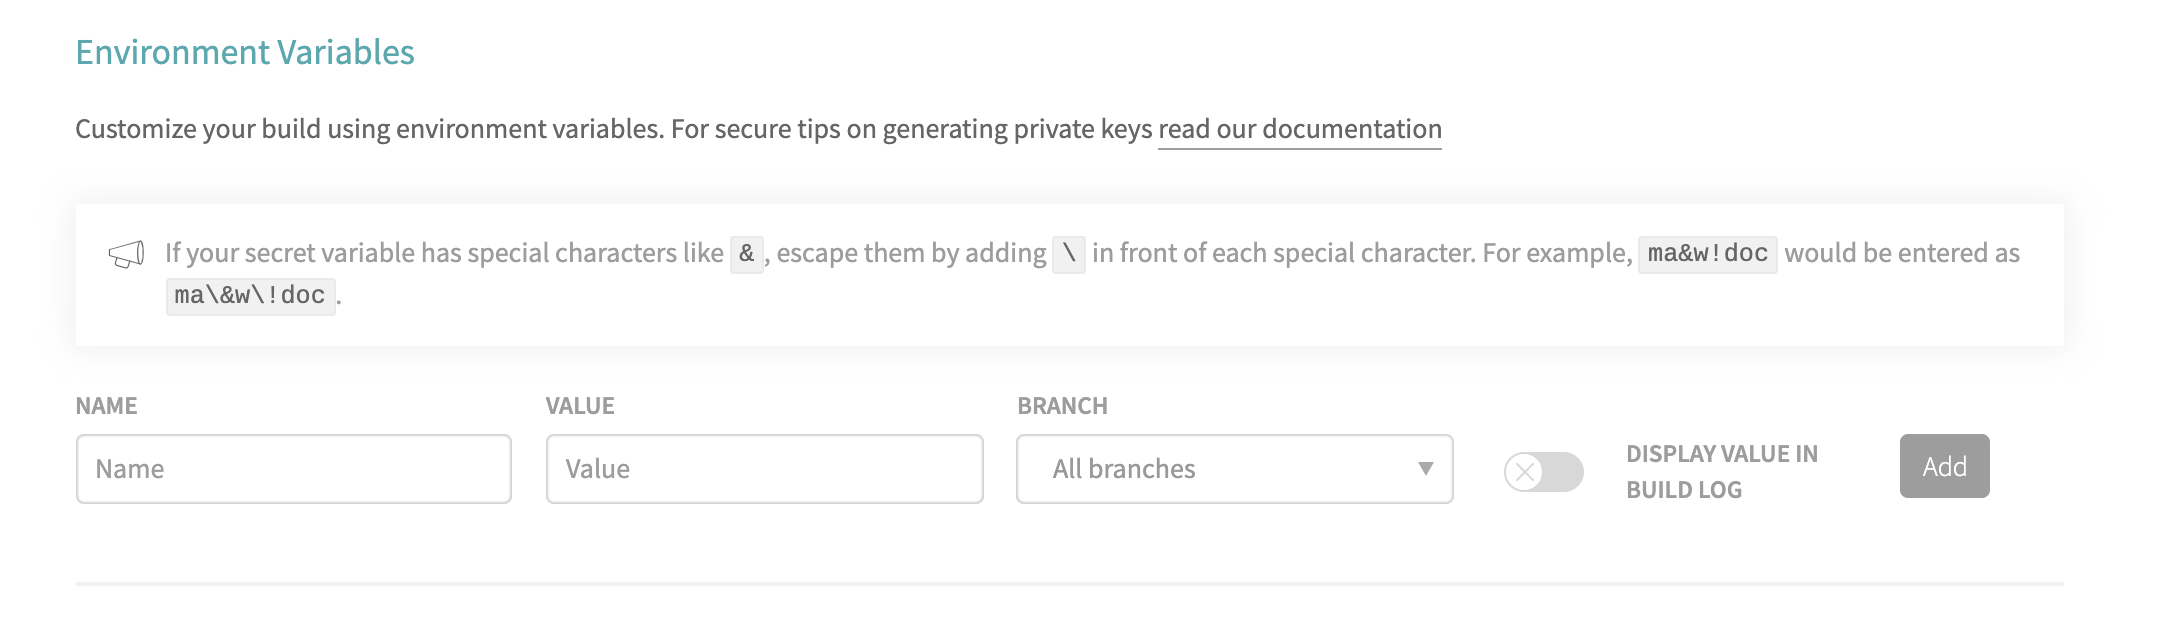 Environment Variables
Customize your build using environment variables. For secure tips on generating private keys read our documentation
If your secret variable has special characters like &, escape them by adding \ in front of each special character. For example, ma&w!doc would be entered as
ma\&w\!doc.
NAME VALUE BRANCH
Name Value All branches DISPLAY VALUE IN
BUILD LOG Add